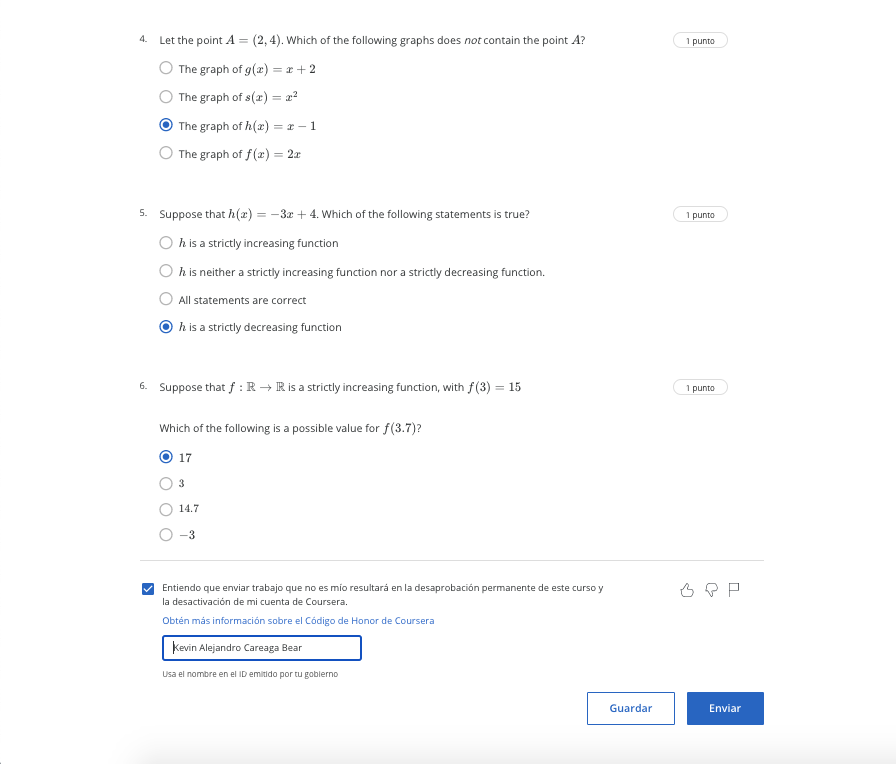 4. Let the point A = (2, 4). Which of the following graphs does not contain the point A?
1 punto
The graph of g(x) = x + 2
The graph of s(x) = x²
The graph of h(x) = x − 1
The graph of f(x) = 2x
5. Suppose that h(x) = −3x + 4. Which of the following statements is true?
1 punto
h is a strictly increasing function
h is neither a strictly increasing function nor a strictly decreasing function.
All statements are correct
h is a strictly decreasing function
6. Suppose that f : ℝ → ℝ is a strictly increasing function, with f(3) = 15
1 punto
Which of the following is a possible value for f(3.7)?
17
3
14.7
−3
Entiendo que enviar trabajo que no es mío resultará en la desaprobación permanente de este curso y
la desactivación de mi cuenta de Coursera.
Obtén más información sobre el Código de Honor de Coursera
Kevin Alejandro Careaga Bear
Usa el nombre en el ID emitido por tu gobierno
Guardar
Enviar